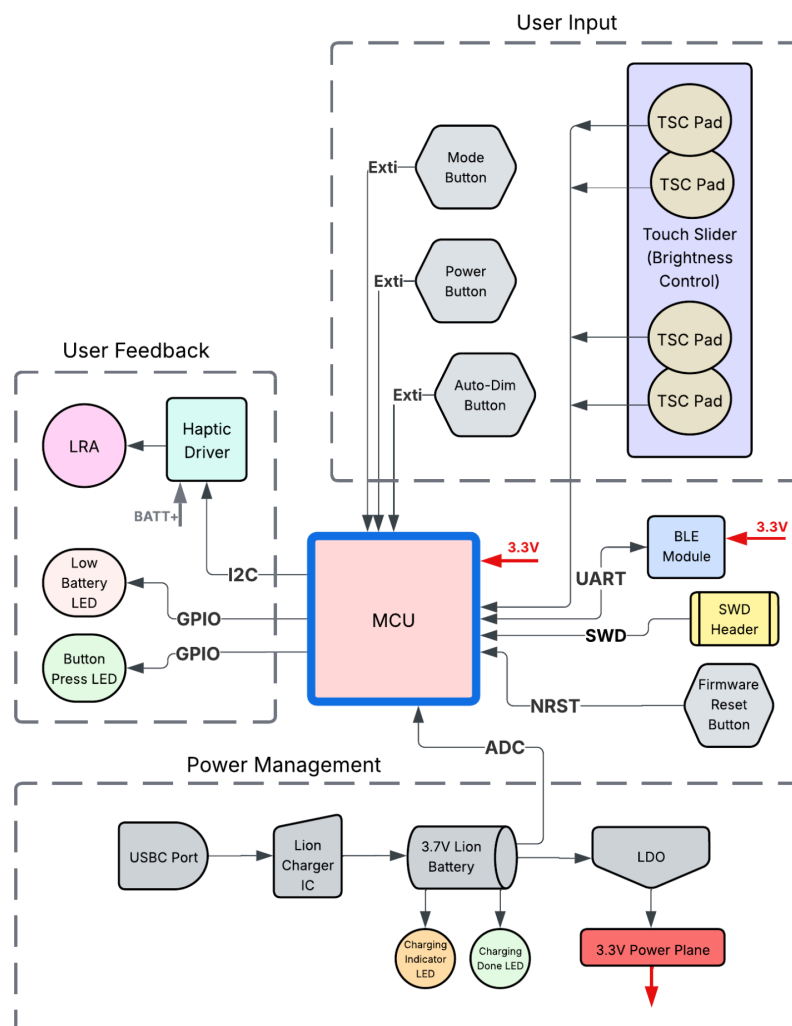 User Input
TSC Pad
TSC Pad
Touch Slider
(Brightness
Control)
TSC Pad
TSC Pad
Exti
Mode
Button
Exti
Power
Button
Exti
Auto-Dim
Button
User Feedback
LRA
Haptic
Driver
BATT+
I2C
Low
Battery
LED
GPIO
Button
Press LED
GPIO
MCU
3.3V
BLE
Module
3.3V
UART
SWD
Header
SWD
Firmware
Reset
Button
NRST
ADC
Power Management
USBC Port
Lion
Charger
IC
3.7V Lion
Battery
LDO
Charging
Indicator
LED
Charging
Done LED
3.3V Power Plane